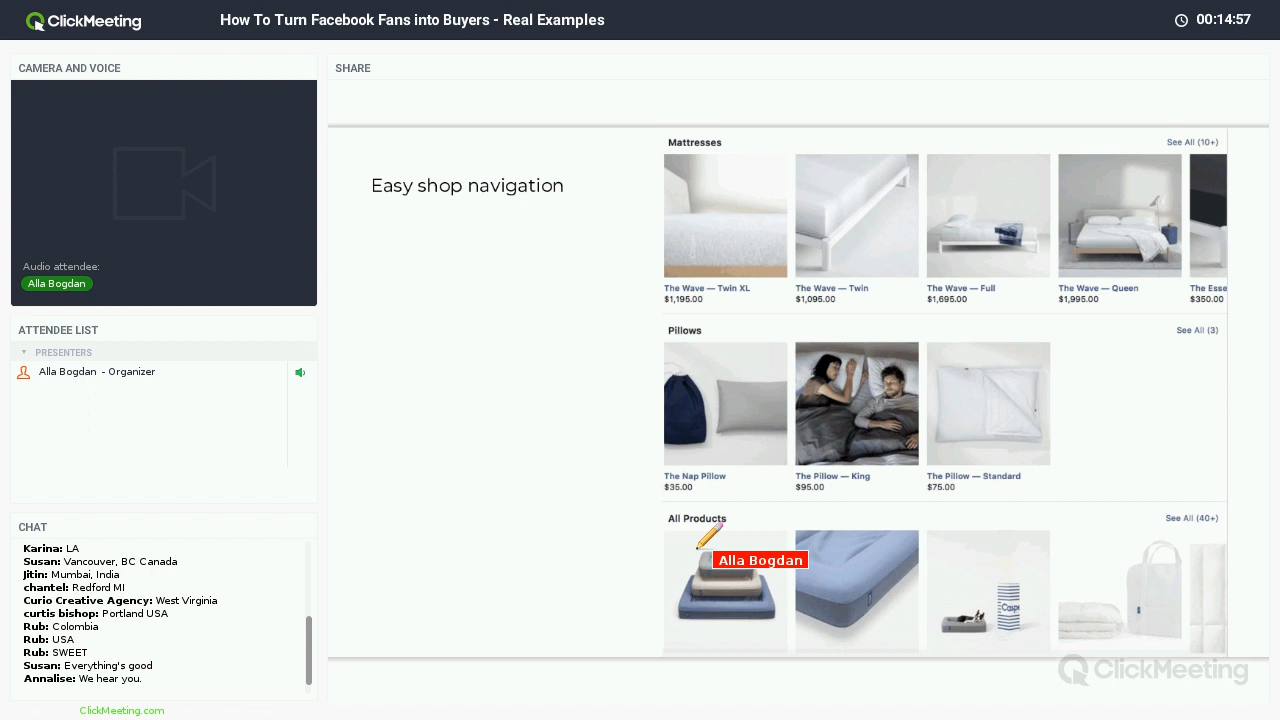 ClickMeeting
How To Turn Facebook Fans into Buyers - Real Examples
00:14:57
CAMERA AND VOICE
Audio attendee:
Alla Bogdan
ATTENDEE LIST
PRESENTERS
Alla Bogdan - Organizer
CHAT
Karina: LA
Susan: Vancouver, BC Canada
Jitin: Mumbai, India
chantel: Redford MI
Curio Creative Agency: West Virginia
curtis bishop: Portland USA
Rub: Colombia
Rub: USA
Rub: SWEET
Susan: Everything's good
Annalise: We hear you.
ClickMeeting.com
SHARE
Easy shop navigation
Mattresses
See All (10+)
The Wave — Twin XL
$1,195.00
The Wave — Twin
$1,095.00
The Wave — Full
$1,695.00
The Wave — Queen
$1,995.00
The Esse
$350.00
Pillows
See All (3)
The Nap Pillow
$35.00
The Pillow — King
$95.00
The Pillow — Standard
$75.00
All Products
See All (40+)
Alla Bogdan
Casp
ClickMeeting